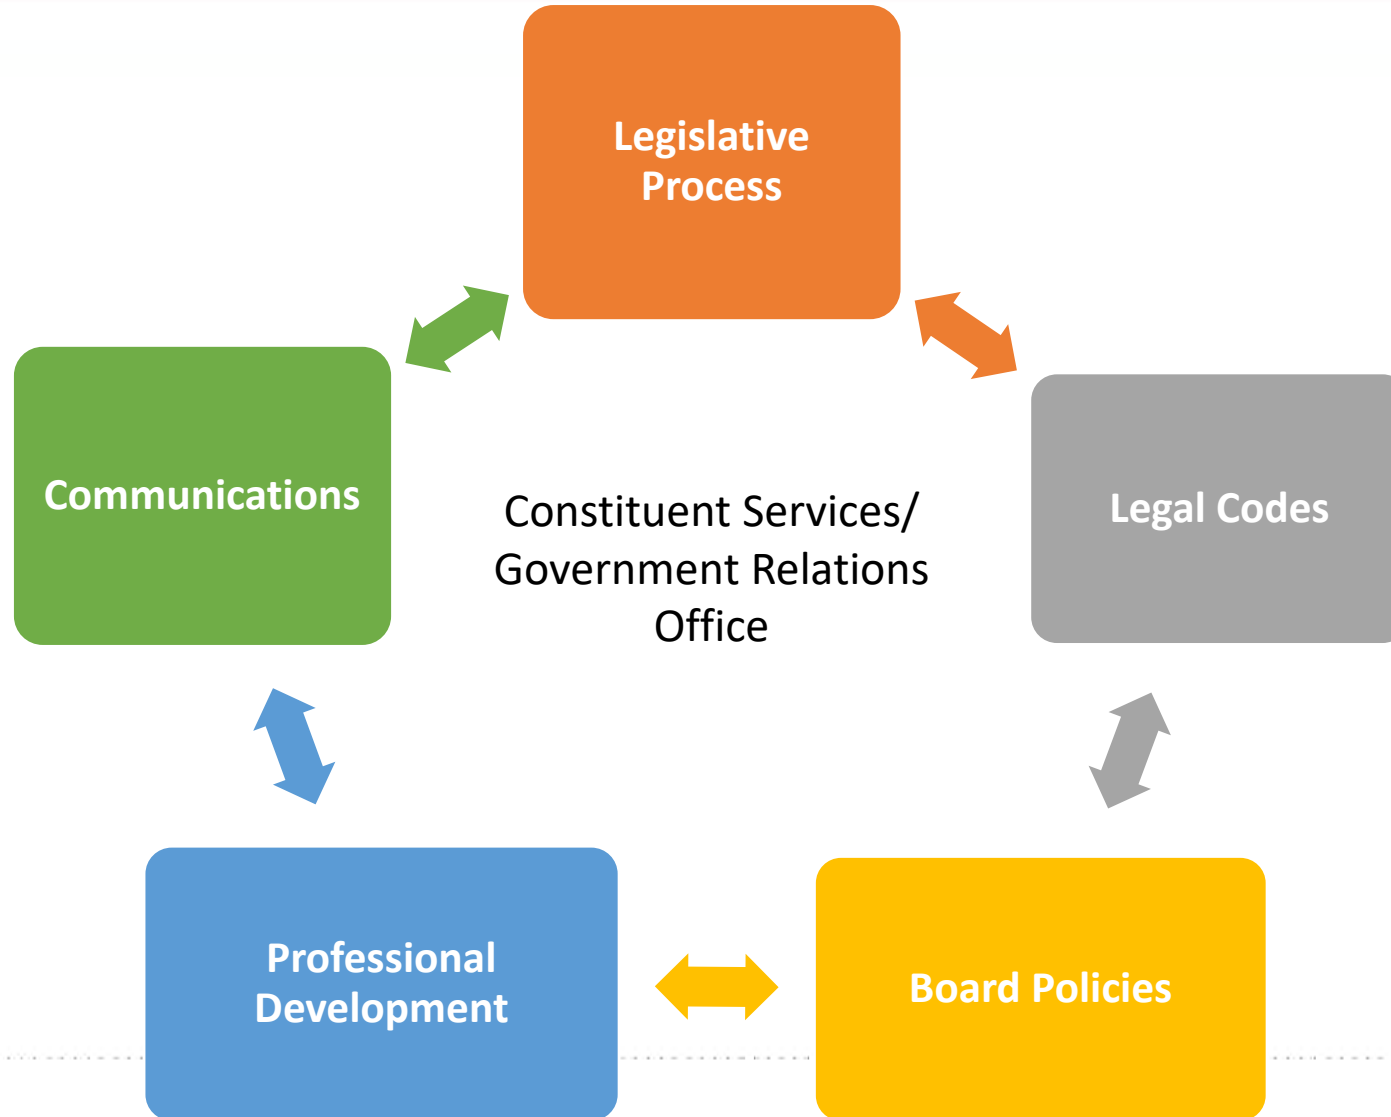 Legislative
Process
Communications
Constituent Services/
Government Relations
Office
Legal Codes
Professional
Development
Board Policies